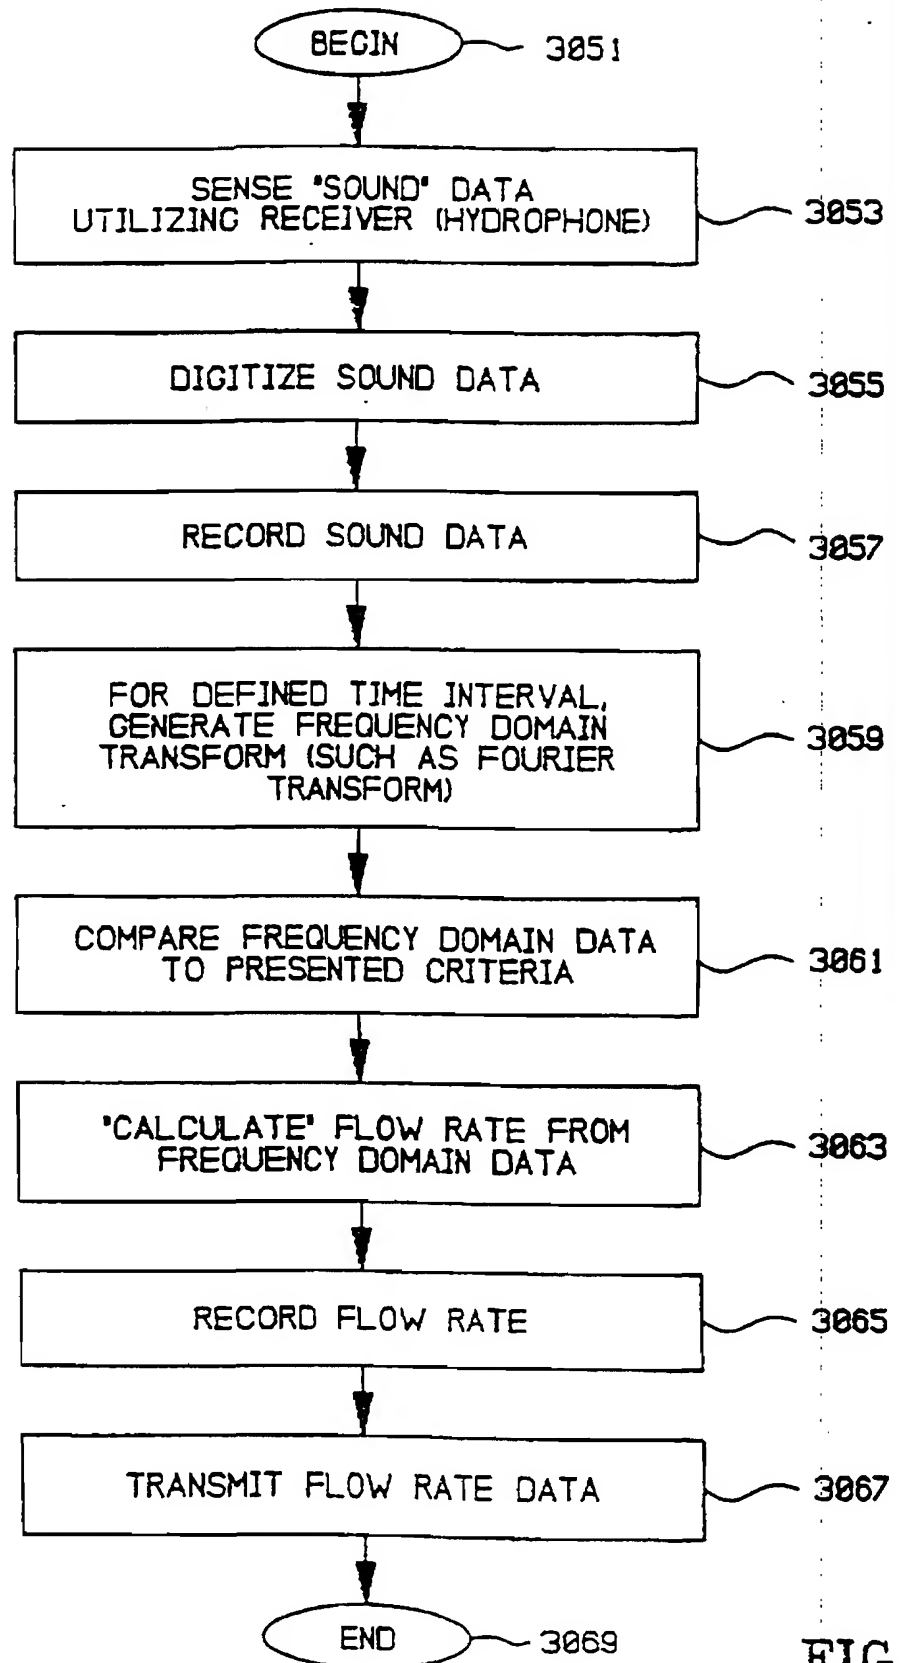 BEGIN
3051
SENSE "SOUND" DATA
UTILIZING RECEIVER (HYDROPHONE)
3053
DIGITIZE SOUND DATA
3055
RECORD SOUND DATA
3057
FOR DEFINED TIME INTERVAL,
GENERATE FREQUENCY DOMAIN
TRANSFORM (SUCH AS FOURIER
TRANSFORM)
3059
COMPARE FREQUENCY DOMAIN DATA
TO PRESENTED CRITERIA
3061
"CALCULATE" FLOW RATE FROM
FREQUENCY DOMAIN DATA
3063
RECORD FLOW RATE
3065
TRANSMIT FLOW RATE DATA
3067
END
3069
FIG